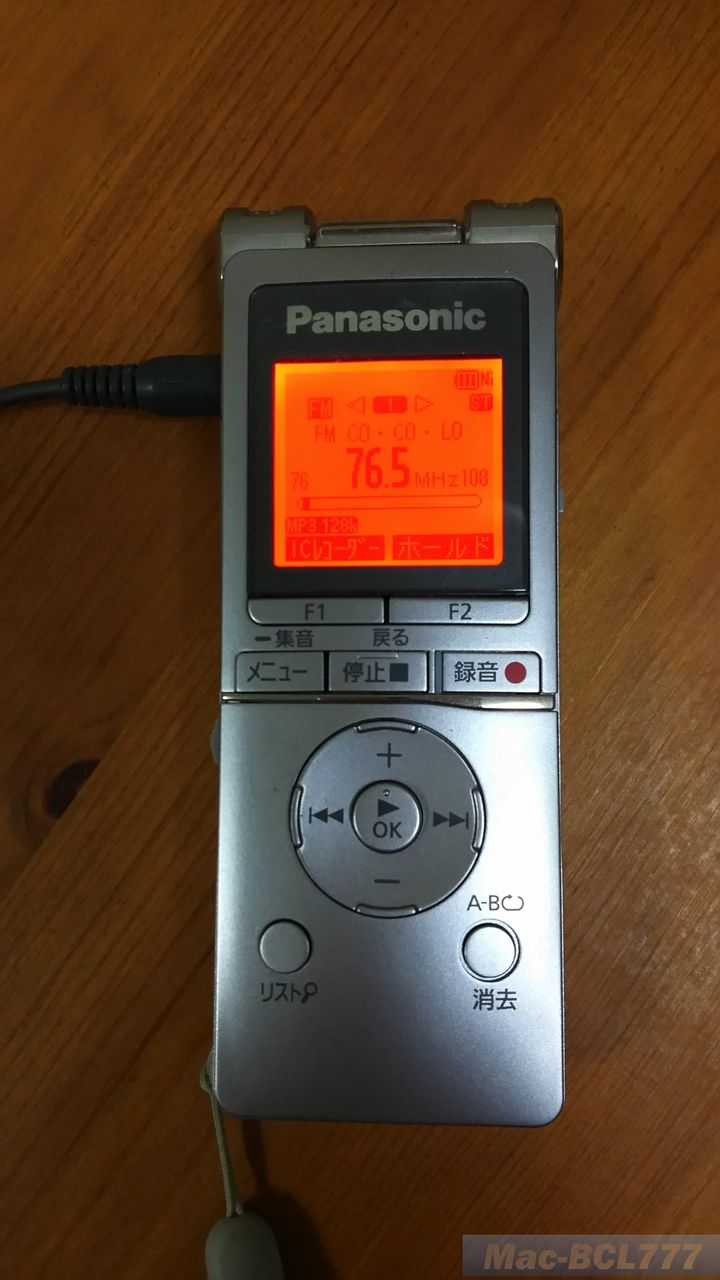 Panasonic
Ni
FM 1 ST
FM CO・CO・LO
76 76.5 MHz 108
MP3 128k
ICレコーダー ホールド
F1 F2
集音 戻る
メニュー 停止 録音
+
OK
−
A-B
リスト
消去
Mac-BCL777